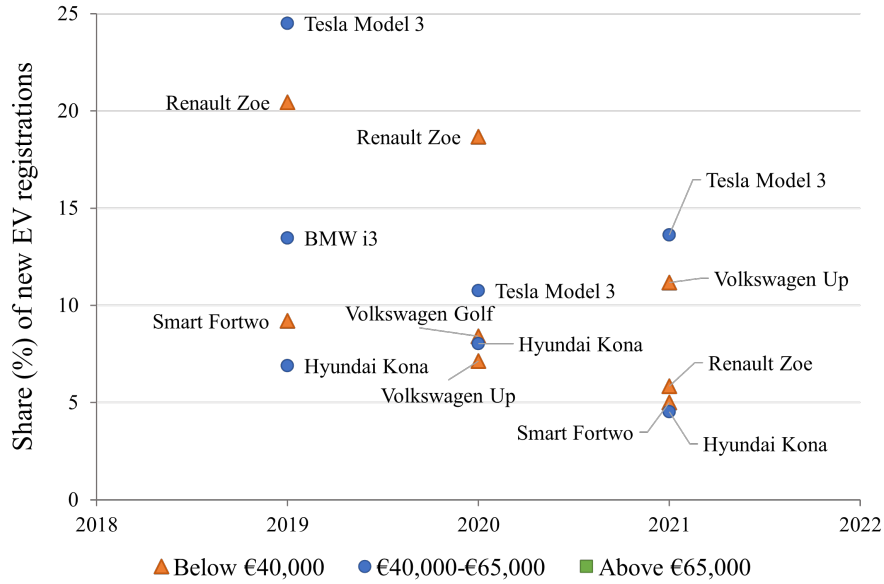 Share (%) of new EV registrations
25
20
15
10
5
0
2018
2019
2020
2021
2022
Tesla Model 3
Renault Zoe
BMW i3
Smart Fortwo
Hyundai Kona
Renault Zoe
Tesla Model 3
Volkswagen Golf
Hyundai Kona
Volkswagen Up
Tesla Model 3
Volkswagen Up
Renault Zoe
Smart Fortwo
Hyundai Kona
Below €40,000
€40,000-€65,000
Above €65,000